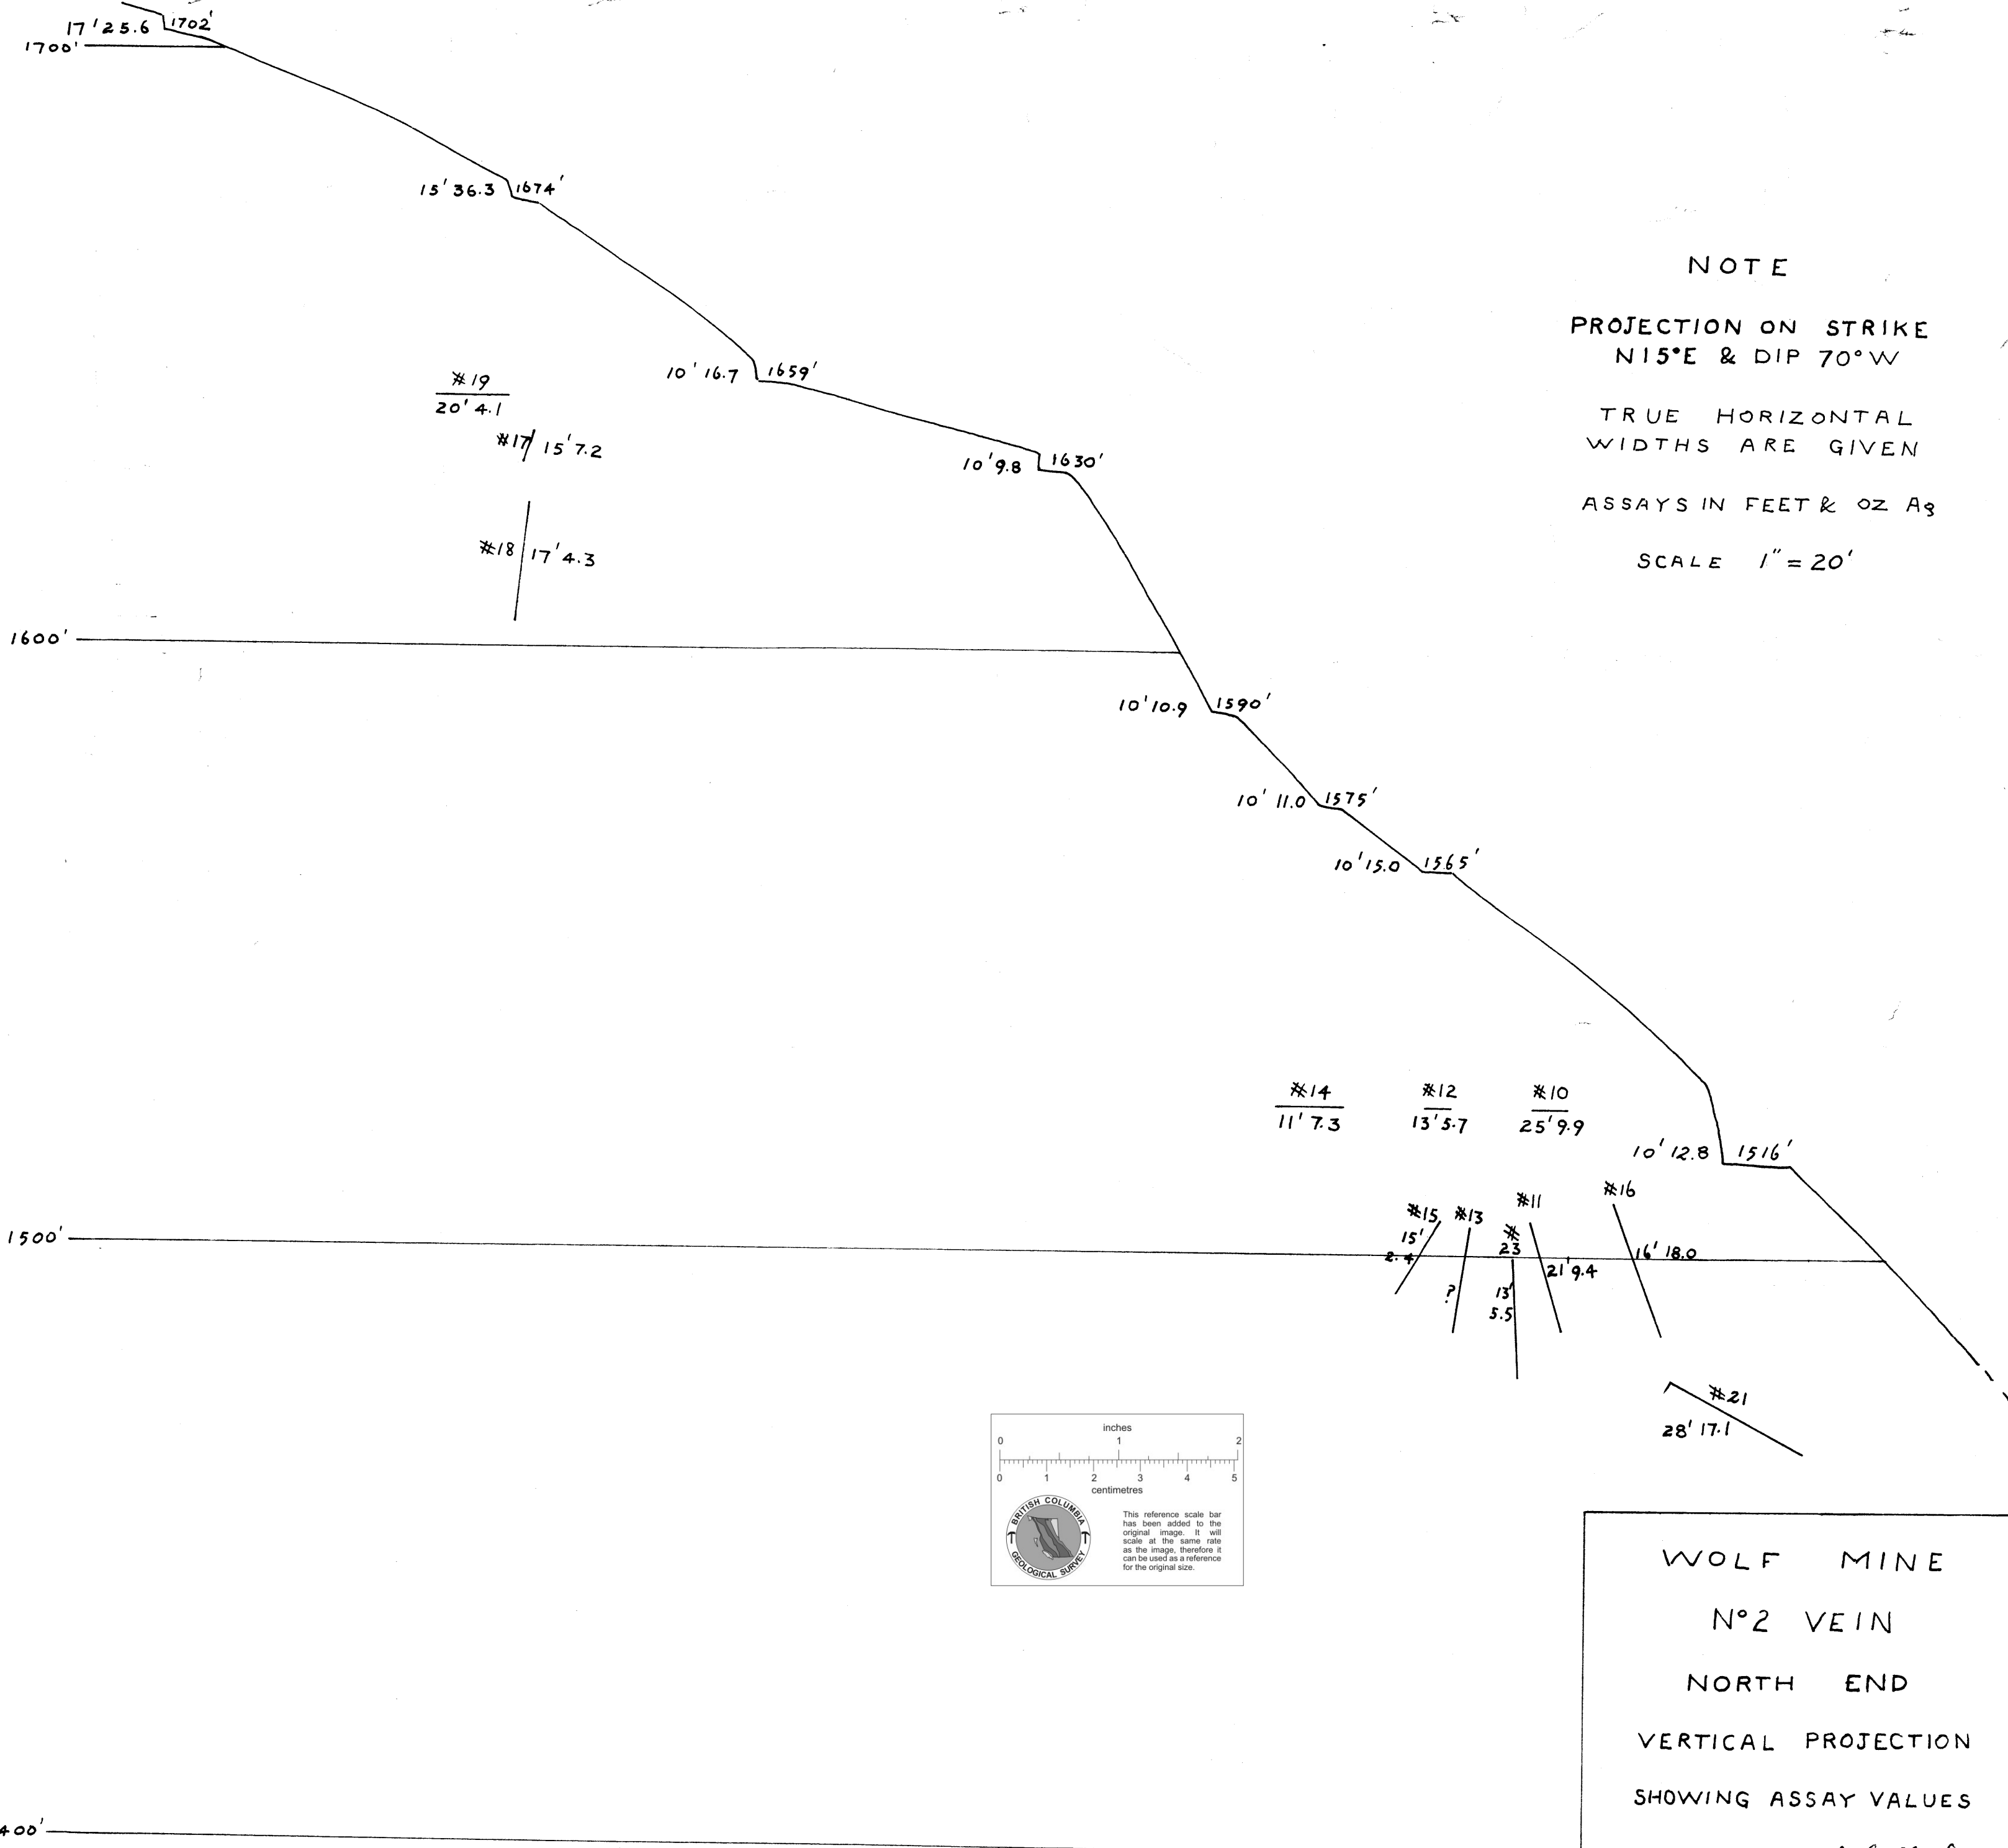 17' 25.6 1702'
1700'
15' 36.3 1674'
10' 16.7 1659'
#19
20' 4.1
#17 15' 7.2
10' 9.8 1630'
#18 17' 4.3
NOTE
PROJECTION ON STRIKE
N15°E & DIP 70°W
TRUE HORIZONTAL
WIDTHS ARE GIVEN
ASSAYS IN FEET & OZ Ag
SCALE 1" = 20'
1600'
10' 10.9 1590'
10' 11.0 1575'
10' 15.0 1565'
#14
11' 7.3
#12
13' 5.7
#10
25' 9.9
10' 12.8 1516'
1500'
#15
15'
2.4
#13
?
#
23
13'
5.5
#11
21' 9.4
#16
16' 18.0
#21
28' 17.1
inches
0 1 2
0 1 2 3 4 5
centimetres
BRITISH COLUMBIA
GEOLOGICAL SURVEY
This reference scale bar
has been added to the
original image. It will
scale at the same rate
as the image, therefore it
can be used as a reference
for the original size.
WOLF MINE
N°2 VEIN
NORTH END
VERTICAL PROJECTION
SHOWING ASSAY VALUES
400'